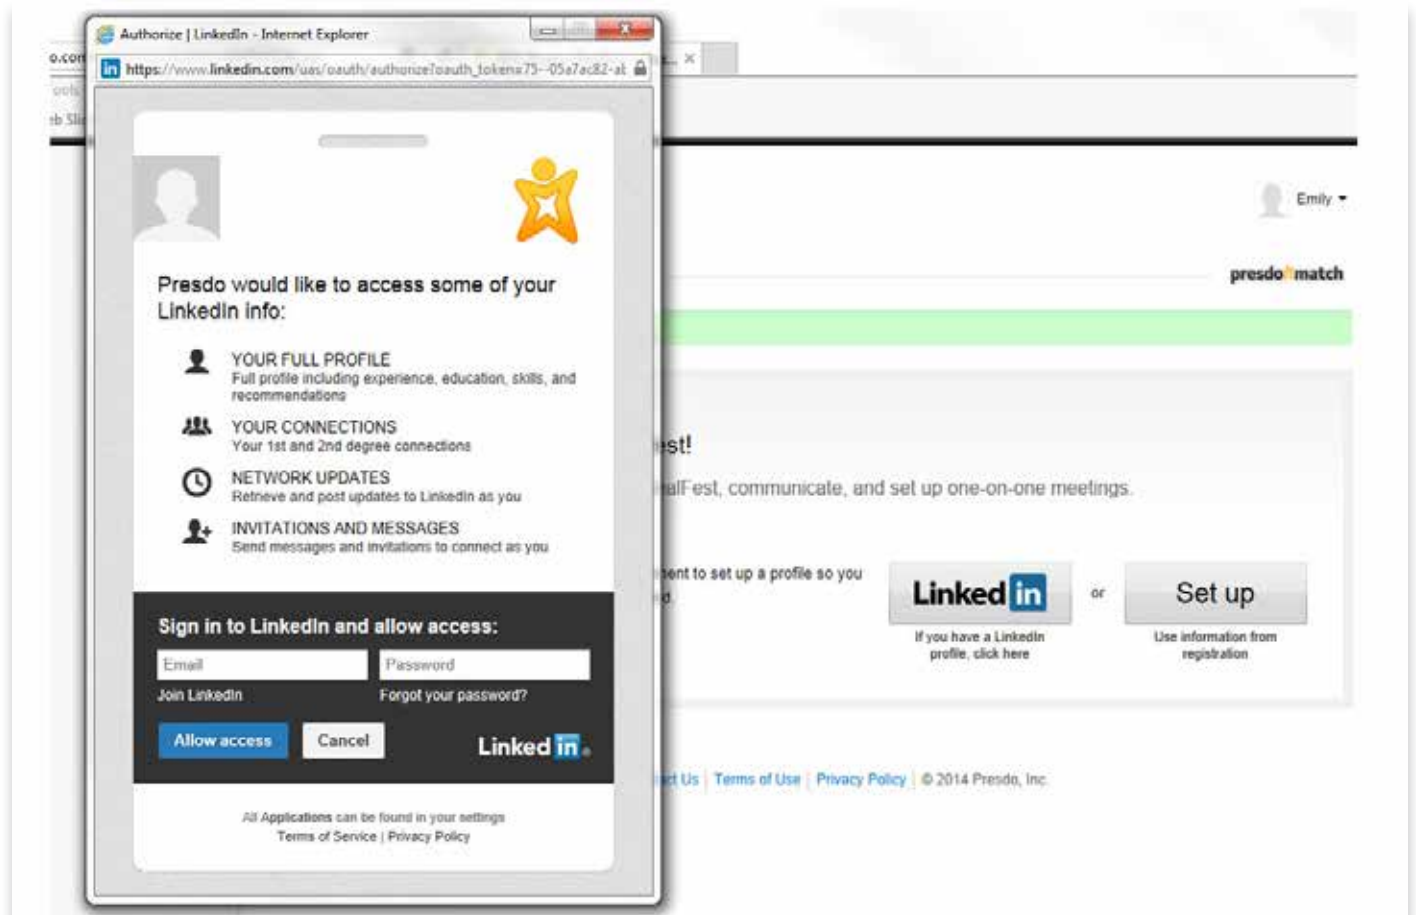 Authorize | LinkedIn - Internet Explorer
https://www.linkedin.com/uas/oauth/authorize?oauth_token=75--05a7ac82-
in
X
Emily
presdo match
Presdo would like to access some of your
LinkedIn info:
YOUR FULL PROFILE
Full profile including experience, education, skills, and
recommendations
YOUR CONNECTIONS
Your 1st and 2nd degree connections
NETWORK UPDATES
Retrieve and post updates to LinkedIn as you
INVITATIONS AND MESSAGES
Send messages and invitations to connect as you
Sign in to LinkedIn and allow access:
Email Password
Join LinkedIn Forgot your password?
Allow access Cancel Linked in
All Applications can be found in your settings
Terms of Service | Privacy Policy
est!
alFest, communicate, and set up one-on-one meetings.
to set up a profile so you
Linked in or Set up
If you have a LinkedIn
profile, click here
Use information from
registration
Us | Terms of Use | Privacy Policy | © 2014 Presdo, Inc.